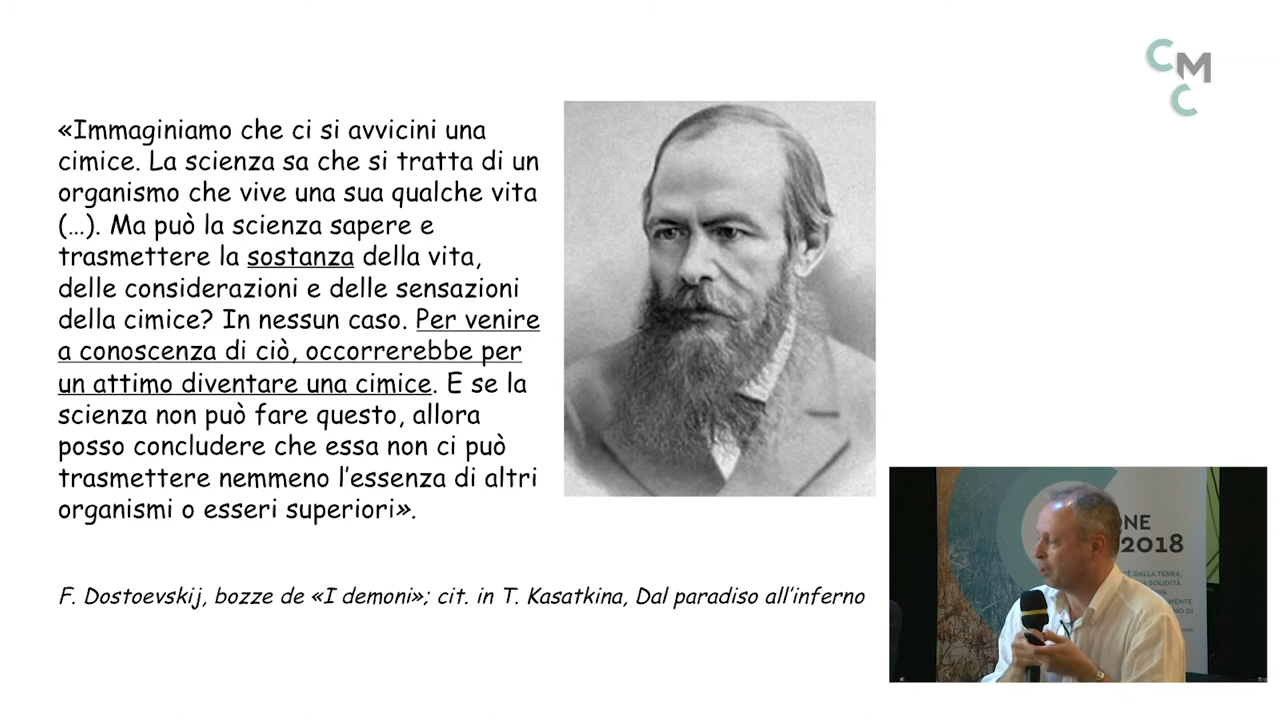 C
M
C
«Immaginiamo che ci si avvicini una
cimice. La scienza sa che si tratta di un
organismo che vive una sua qualche vita
(…). Ma può la scienza sapere e
trasmettere la sostanza della vita,
delle considerazioni e delle sensazioni
della cimice? In nessun caso. Per venire
a conoscenza di ciò, occorrerebbe per
un attimo diventare una cimice. E se la
scienza non può fare questo, allora
posso concludere che essa non ci può
trasmettere nemmeno l'essenza di altri
organismi o esseri superiori».
F. Dostoevskij, bozze de «I demoni»; cit. in T. Kasatkina, Dal paradiso all'inferno
2018
DALLA TERRA,
SOLIDITÀ